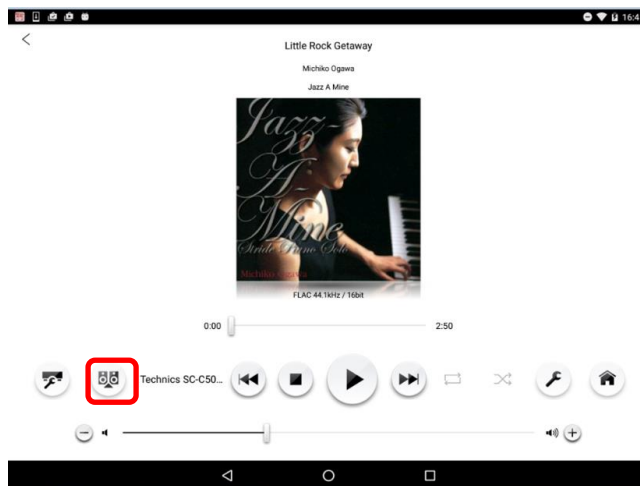 16:4
Little Rock Getaway
Michiko Ogawa
Jazz A Mine
Jazz
A-
Mine
Stride Piano Solo
Michiko Ogawa
FLAC 44.1kHz / 16bit
0:00
2:50
Technics SC-C50...